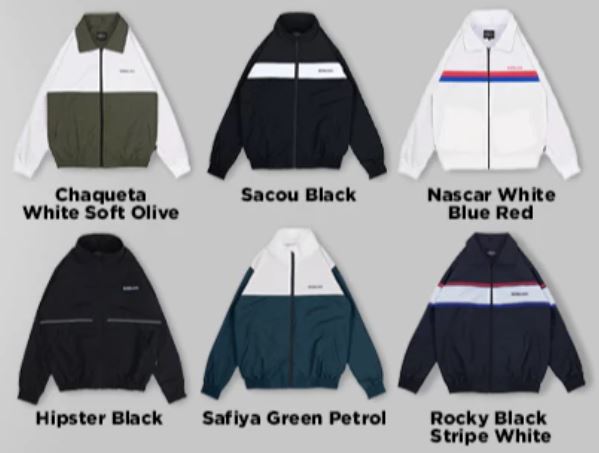 Chaqueta
White Soft Olive
Sacou Black
Nascar White
Blue Red
Hipster Black
Safiya Green Petrol
Rocky Black
Stripe White